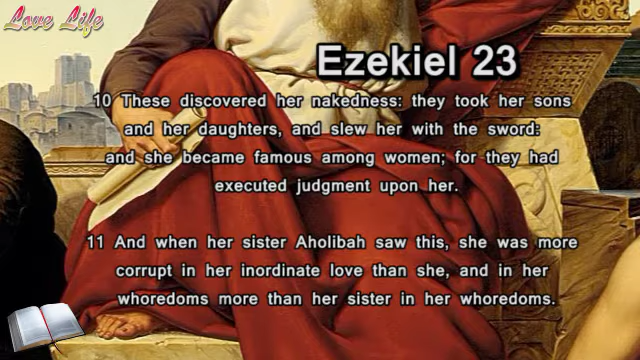 Love Life
Ezekiel 23
10 These discovered her nakedness: they took her sons
and her daughters, and slew her with the sword:
and she became famous among women; for they had
executed judgment upon her.
11 And when her sister Aholibah saw this, she was more
corrupt in her inordinate love than she, and in her
whoredoms more than her sister in her whoredoms.